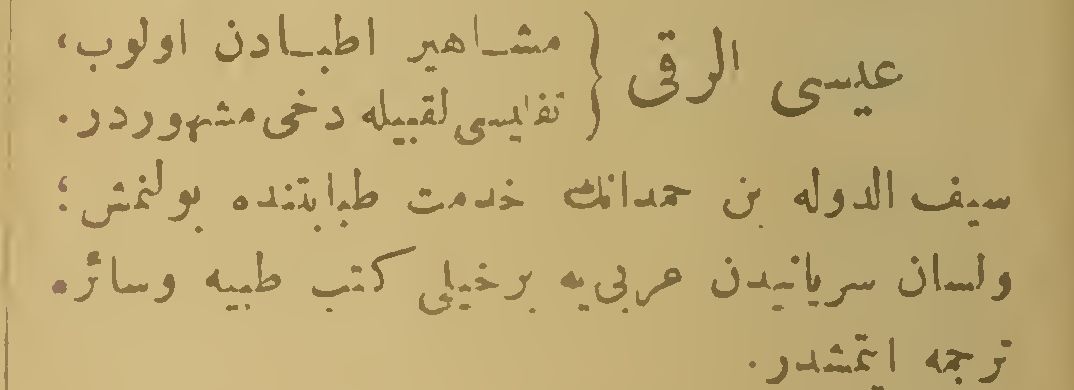 عیسی الرقی { مشاهیر اطبادن اولوب،
تفلیسی لقبیله دخی مشهوردر.
سیف الدوله بن حمدانك خدمت طبابتنده بولنمش؛
ولسان سریانیدن عربی‌یه برخیلی كتب طبیه وسائره
ترجمه ایتمشدر.